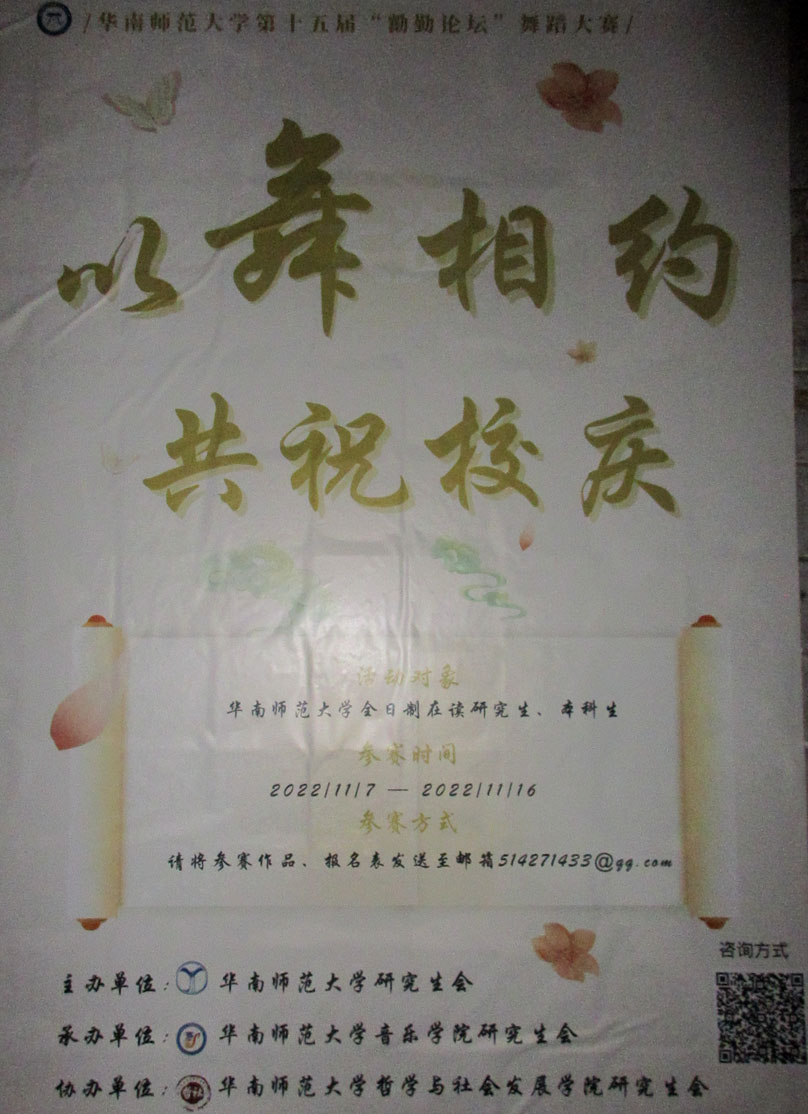 /华南师范大学第十五届“勷勤论坛”舞蹈大赛/
以舞相约
共祝校庆
活动对象
华南师范大学全日制在读研究生、本科生
参赛时间
2022/11/7 — 2022/11/16
参赛方式
请将参赛作品、报名表发送至邮箱514271433@qq.com
咨询方式
主办单位:华南师范大学研究生会
承办单位:华南师范大学音乐学院研究生会
协办单位:华南师范大学哲学与社会发展学院研究生会